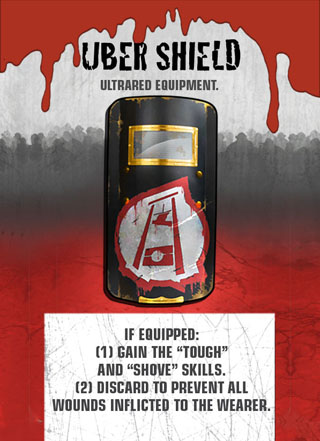 UBER SHIELD
ULTRARED EQUIPMENT.
IF EQUIPPED:
(1) GAIN THE “TOUGH”
AND “SHOVE” SKILLS.
(2) DISCARD TO PREVENT ALL
WOUNDS INFLICTED TO THE WEARER.